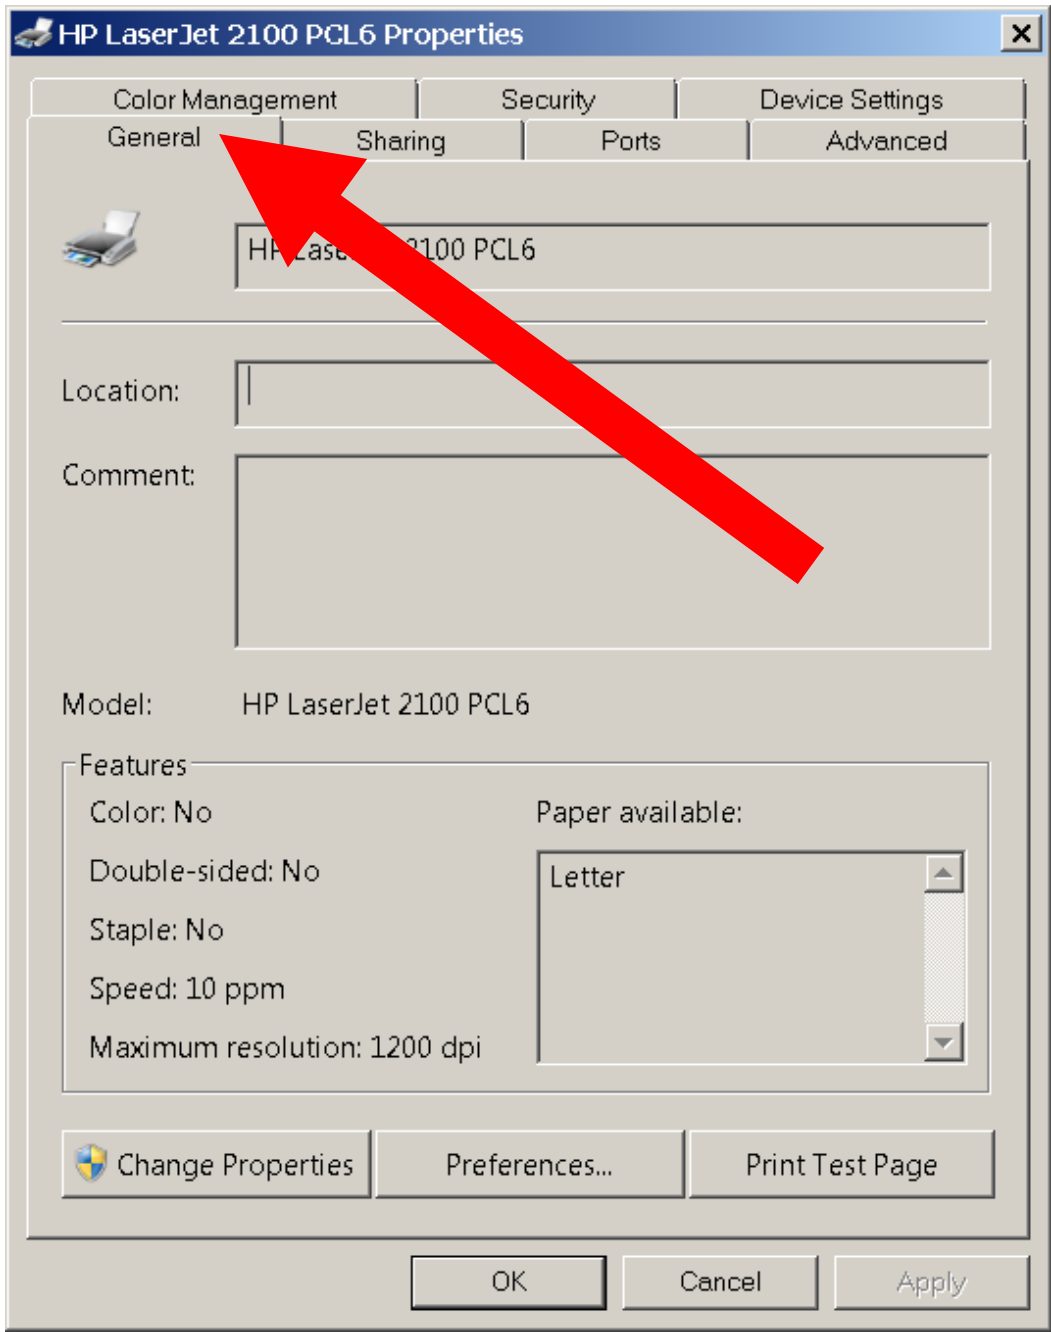 HP LaserJet 2100 PCL6 Properties
Color Management Security Device Settings
General Sharing Ports Advanced
HP LaserJet 2100 PCL6
Location:
Comment:
Model: HP LaserJet 2100 PCL6
Features
Color: No Paper available:
Double-sided: No Letter
Staple: No
Speed: 10 ppm
Maximum resolution: 1200 dpi
Change Properties Preferences... Print Test Page
OK Cancel Apply